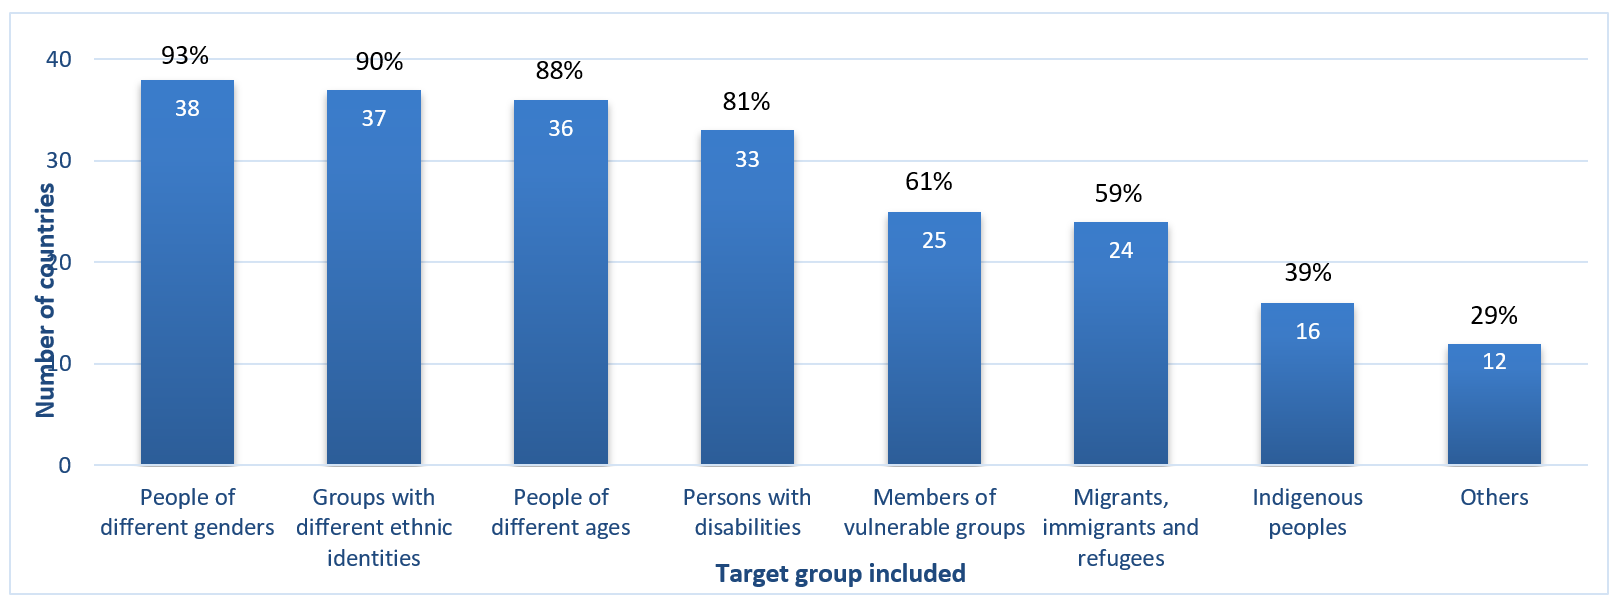 93%
90%
88%
81%
61%
59%
39%
29%
40
30
20
10
0
Number of countries
38
37
36
33
25
24
16
12
People of
different genders
Groups with
different ethnic
identities
People of
different ages
Persons with
disabilities
Members of
vulnerable groups
Migrants,
immigrants and
refugees
Indigenous
peoples
Others
Target group included